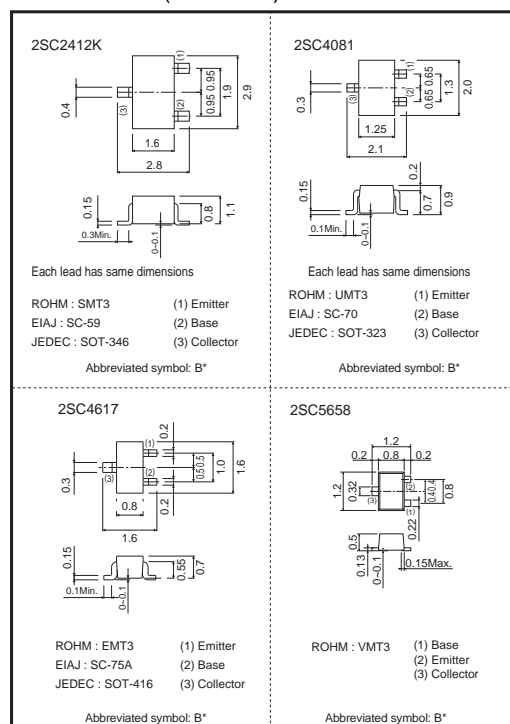 2SC2412K
(1)
(2)
(3)
0.4
0.95
0.95
1.9
2.9
1.6
2.8
0.15
0.3Min.
0~0.1
0.8
1.1
Each lead has same dimensions
ROHM : SMT3
(1) Emitter
EIAJ : SC-59
(2) Base
JEDEC : SOT-346
(3) Collector
Abbreviated symbol: B*
2SC4081
(1)
(2)
(3)
0.3
0.65
0.65
1.3
2.0
1.25
2.1
0.2
0.15
0.1Min.
0~0.1
0.7
0.9
Each lead has same dimensions
ROHM : UMT3
(1) Emitter
EIAJ : SC-70
(2) Base
JEDEC : SOT-323
(3) Collector
Abbreviated symbol: B*
2SC4617
0.2
(1)
(2)
(3)
0.3
0.5
0.5
1.0
1.6
0.2
0.8
1.6
0.15
0.1Min.
0~0.1
0.55
0.7
ROHM : EMT3
(1) Emitter
EIAJ : SC-75A
(2) Base
JEDEC : SOT-416
(3) Collector
Abbreviated symbol: B*
2SC5658
1.2
0.2
0.8
0.2
1.2
0.32
(3)
(2)
(1)
0.4
0.4
0.8
0.22
0.5
0.13
0~0.1
0.15Max.
ROHM : VMT3
(1) Base
(2) Emitter
(3) Collector
Abbreviated symbol: B*